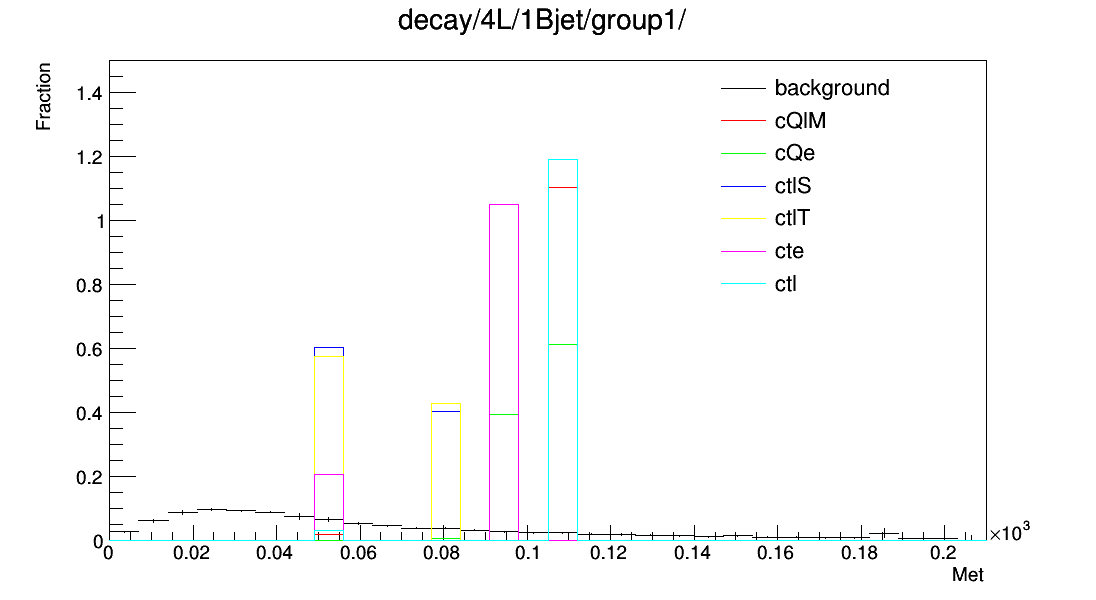 decay/4L/1Bjet/group1/
Fraction
1.4
1.2
1
0.8
0.6
0.4
0.2
0
background
cQlM
cQe
ctlS
ctlT
cte
ctl
0 0.02 0.04 0.06 0.08 0.1 0.12 0.14 0.16 0.18 0.2
×10³
Met